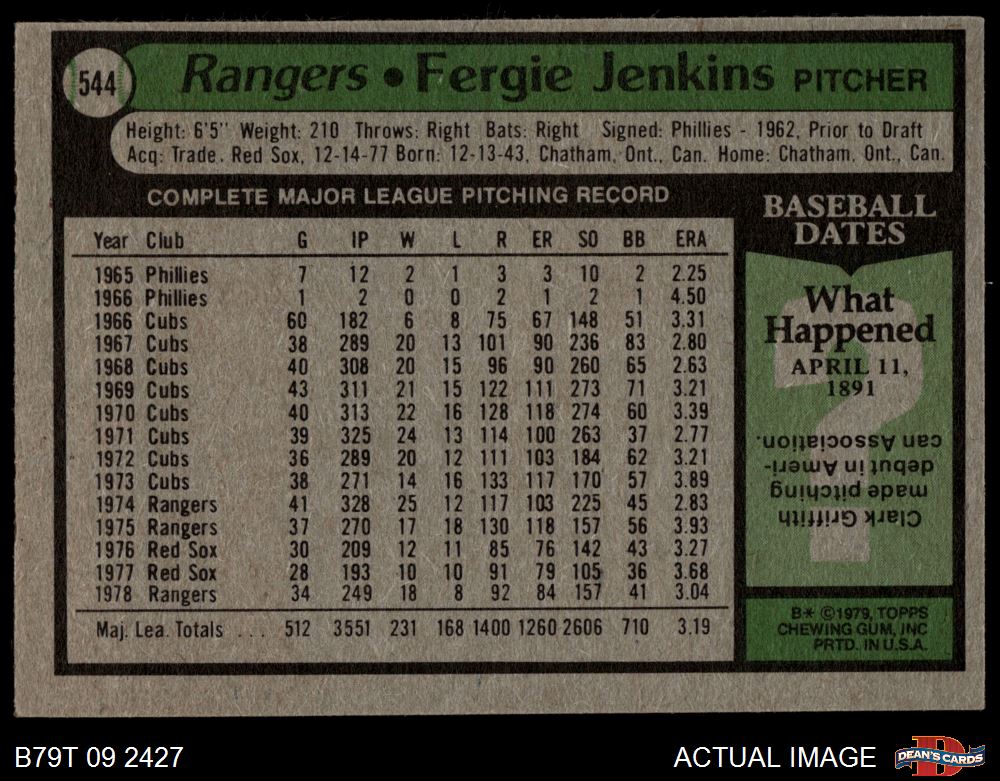 544
Rangers • Fergie Jenkins PITCHER
Height: 6'5" Weight: 210 Throws: Right Bats: Right Signed: Phillies - 1962, Prior to Draft
Acq: Trade, Red Sox, 12-14-77 Born: 12-13-43, Chatham, Ont., Can. Home: Chatham, Ont., Can.
COMPLETE MAJOR LEAGUE PITCHING RECORD
Year Club G IP W L R ER SO BB ERA
1965 Phillies 7 12 2 1 3 3 10 2 2.25
1966 Phillies 1 2 0 0 2 1 2 1 4.50
1966 Cubs 60 182 6 8 75 67 148 51 3.31
1967 Cubs 38 289 20 13 101 90 236 83 2.80
1968 Cubs 40 308 20 15 96 90 260 65 2.63
1969 Cubs 43 311 21 15 122 111 273 71 3.21
1970 Cubs 40 313 22 16 128 118 274 60 3.39
1971 Cubs 39 325 24 13 114 100 263 37 2.77
1972 Cubs 36 289 20 12 111 103 184 62 3.21
1973 Cubs 38 271 14 16 133 117 170 57 3.89
1974 Rangers 41 328 25 12 117 103 225 45 2.83
1975 Rangers 37 270 17 18 130 118 157 56 3.93
1976 Red Sox 30 209 12 11 85 76 142 43 3.27
1977 Red Sox 28 193 10 10 91 79 105 36 3.68
1978 Rangers 34 249 18 8 92 84 157 41 3.04
Maj. Lea. Totals ... 512 3551 231 168 1400 1260 2606 710 3.19
BASEBALL
DATES
What
Happened
APRIL 11,
1891
?
Clark Griffith
made pitching
debut in Ameri-
can Association.
B* ©1979, TOPPS
CHEWING GUM, INC
PRTD. IN U.S.A.
B79T 09 2427
ACTUAL IMAGE
D
DEAN'S CARDS